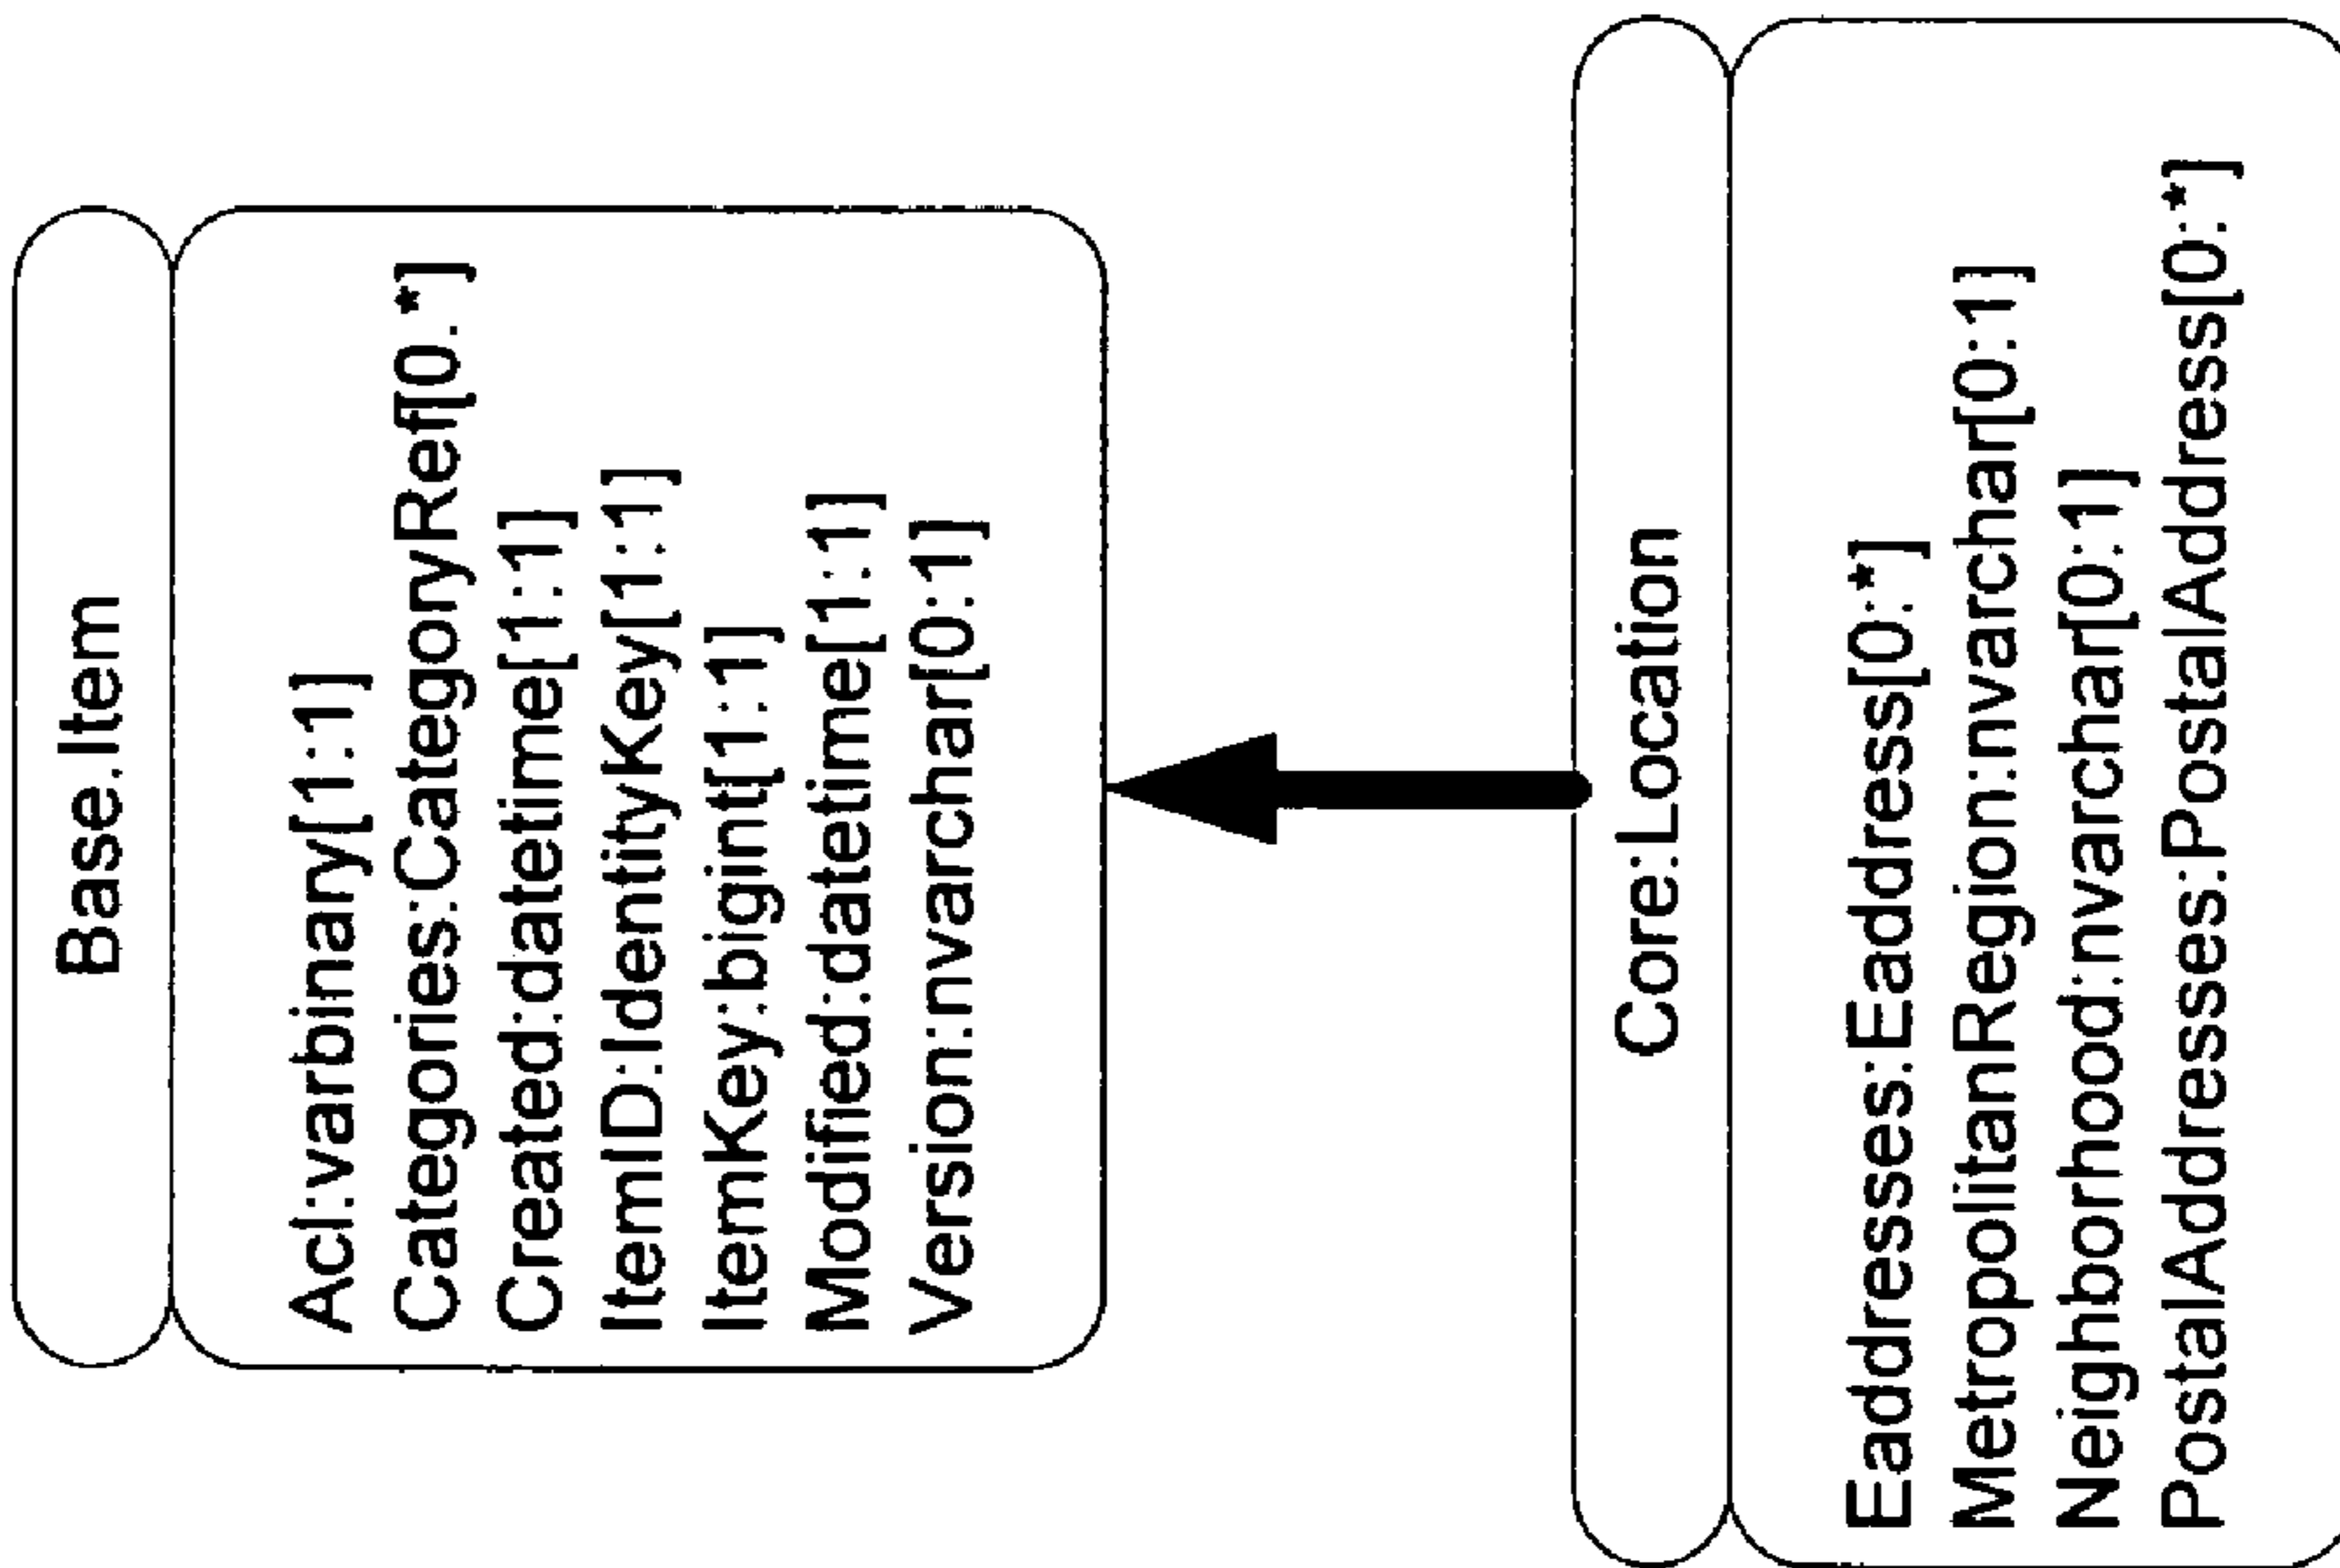 Base.Item
Acl:varbinary[1:1]
Categories:CategoryRef[0.*]
Created:datetime[1:1]
ItemID:IdentityKey[1:1]
ItemKey:bigint[1:1]
Modified:datetime[1:1]
Version:nvarchar[0:1]
Core:Location
Eaddresses:Eaddress[0:*]
MetropolitanRegion:nvarchar[0:1]
Neighborhood:nvarchar[0:1]
PostalAddresses:PostalAddress[0:*]